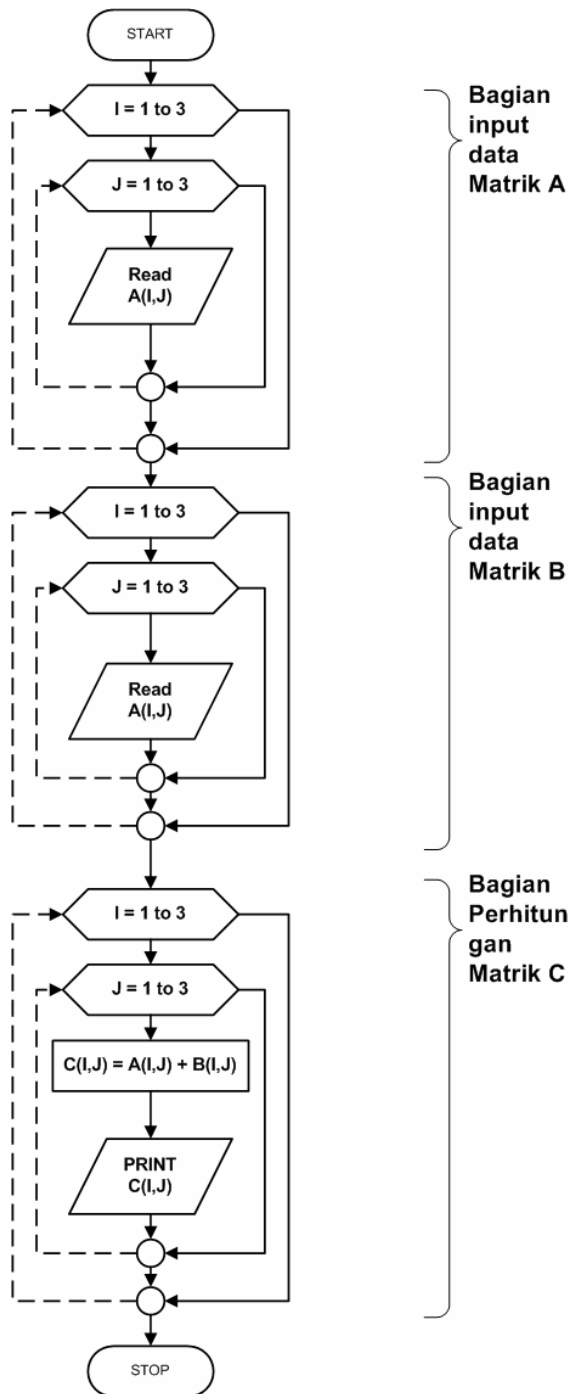 START
I = 1 to 3
J = 1 to 3
Read
A(I,J)
Bagian
input
data
Matrik A
I = 1 to 3
J = 1 to 3
Read
A(I,J)
Bagian
input
data
Matrik B
I = 1 to 3
J = 1 to 3
C(I,J) = A(I,J) + B(I,J)
PRINT
C(I,J)
Bagian
Perhitun
gan
Matrik C
STOP